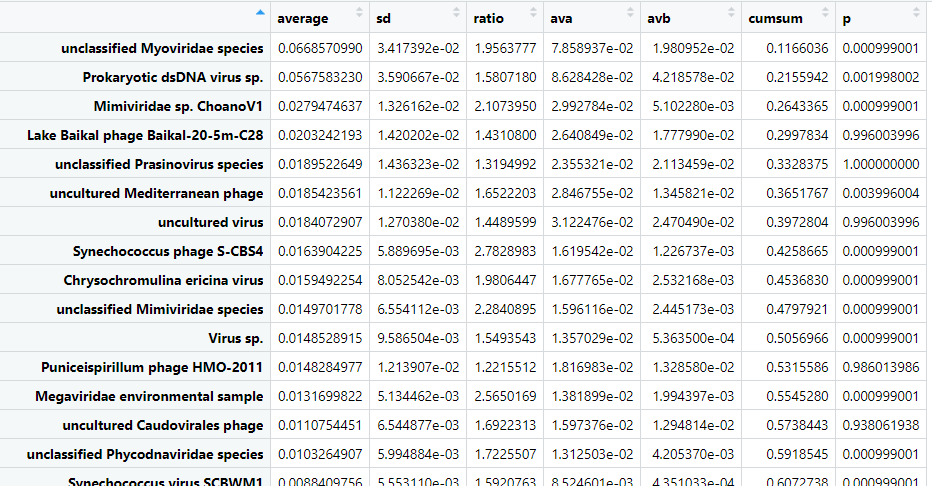 average sd ratio ava avb cumsum p
unclassified Myoviridae species 0.0668570990 3.417392e-02 1.9563777 7.858937e-02 1.980952e-02 0.1166036 0.000999001
Prokaryotic dsDNA virus sp. 0.0567583230 3.590667e-02 1.5807180 8.628428e-02 4.218578e-02 0.2155942 0.001998002
Mimiviridae sp. ChoanoV1 0.0279474637 1.326162e-02 2.1073950 2.992784e-02 5.102280e-03 0.2643365 0.000999001
Lake Baikal phage Baikal-20-5m-C28 0.0203242193 1.420202e-02 1.4310800 2.640849e-02 1.777990e-02 0.2997834 0.996003996
unclassified Prasinovirus species 0.0189522649 1.436323e-02 1.3194992 2.355321e-02 2.113459e-02 0.3328375 1.000000000
uncultured Mediterranean phage 0.0185423561 1.122269e-02 1.6522203 2.846755e-02 1.345821e-02 0.3651767 0.003996004
uncultured virus 0.0184072907 1.270380e-02 1.4489599 3.122476e-02 2.470490e-02 0.3972804 0.996003996
Synechococcus phage S-CBS4 0.0163904225 5.889695e-03 2.7828983 1.619542e-02 1.226737e-03 0.4258665 0.000999001
Chrysochromulina ericina virus 0.0159492254 8.052542e-03 1.9806447 1.677765e-02 2.532168e-03 0.4536830 0.000999001
unclassified Mimiviridae species 0.0149701778 6.554112e-03 2.2840895 1.596116e-02 2.445173e-03 0.4797921 0.000999001
Virus sp. 0.0148528915 9.586504e-03 1.5493543 1.357029e-02 5.363500e-04 0.5056966 0.000999001
Puniceispirillum phage HMO-2011 0.0148284977 1.213907e-02 1.2215512 1.816983e-02 1.328580e-02 0.5315586 0.986013986
Megaviridae environmental sample 0.0131699822 5.134462e-03 2.5650169 1.381899e-02 1.994397e-03 0.5545280 0.000999001
uncultured Caudovirales phage 0.0110754451 6.544877e-03 1.6922313 1.597376e-02 1.294814e-02 0.5738443 0.938061938
unclassified Phycodnaviridae species 0.0103264907 5.994884e-03 1.7225507 1.312503e-02 4.205370e-03 0.5918545 0.000999001
Synechococcus virus SCBWM1 0.0088409756 5.553110e-03 1.5920763 8.524601e-03 4.351033e-04 0.6072738 0.000999001